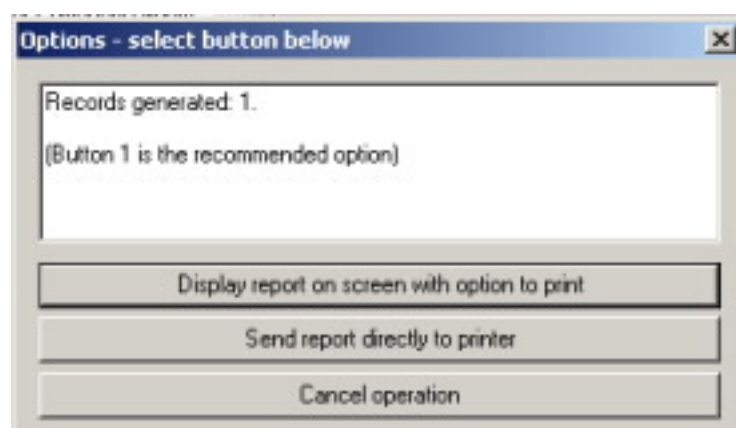 Options - select button below
Records generated: 1.
(Button 1 is the recommended option)
Display report on screen with option to print
Send report directly to printer
Cancel operation